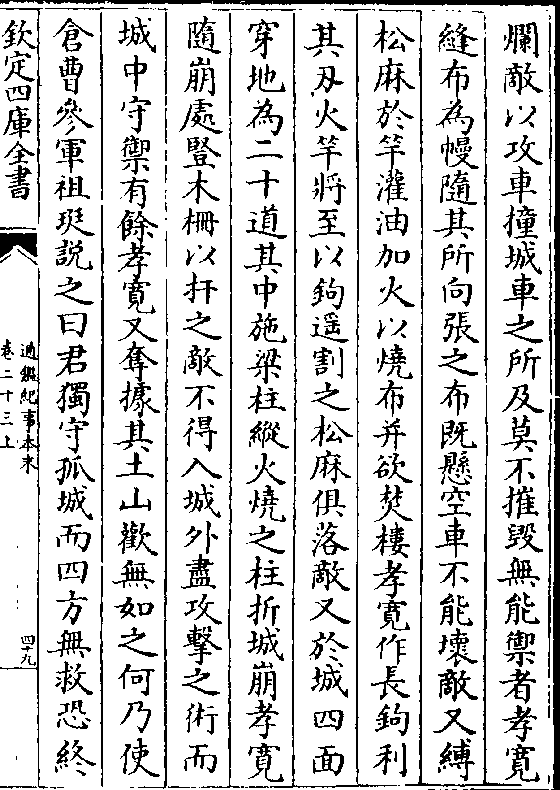 爛敵以攻車撞城車之所及莫不摧毀無能禦者孝寛
縫布為幔隨其所向張之布既懸空車不能壞敵又縛
松麻於竿灌油加火以燒布并欲焚樓孝寛作長鉤利
其刃火竿將至以鉤遥割之松麻俱落敵又於城四面
穿地為二十道其中施梁柱縱火燒之柱折城崩孝寛
隨崩處豎木柵以扞之敵不得入城外盡攻擊之術而
城中守禦有餘孝寛又奪據其土山歡無如之何乃使
倉曹參軍祖珽説之曰君獨守孤城而四方無救恐終
欽定四庫全書
通鑑紀事本末
卷二十三上
四十九